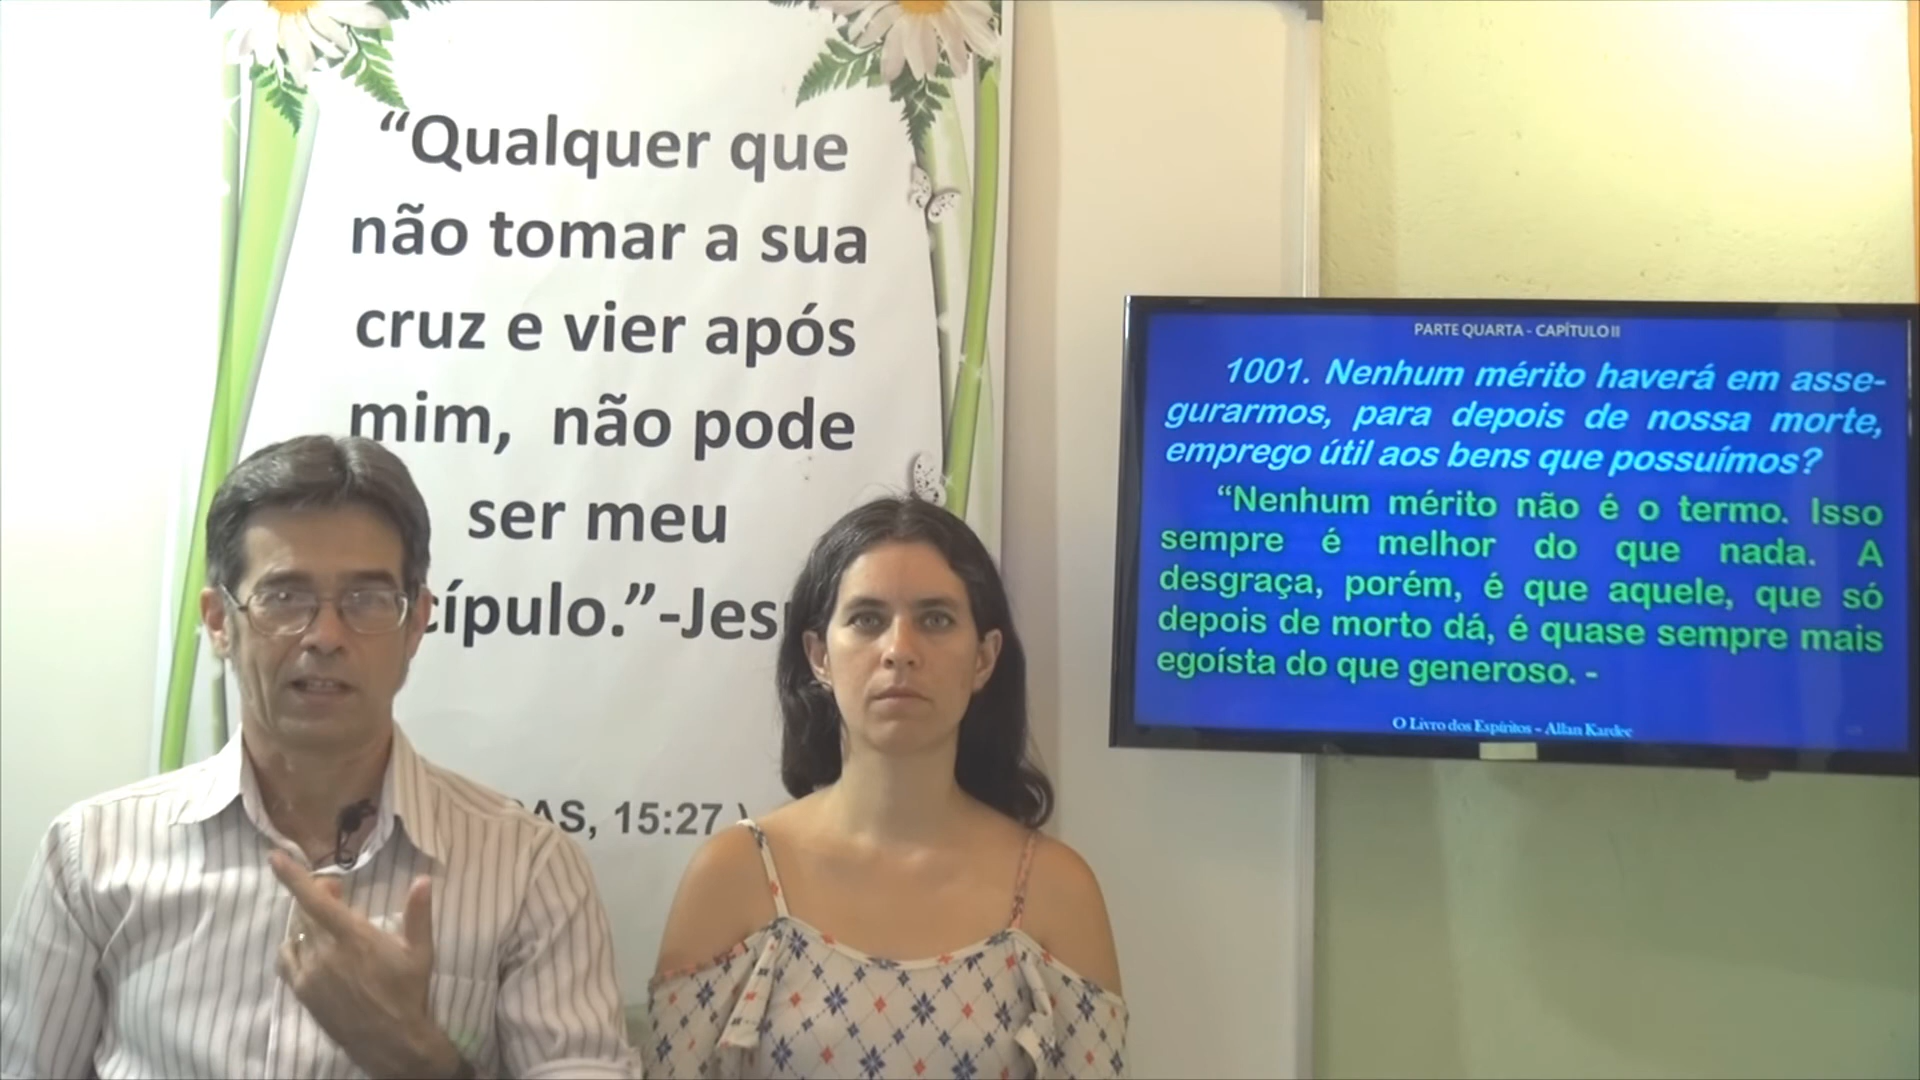 “Qualquer que
não tomar a sua
cruz e vier após
mim, não pode
ser meu
cípulo.”-Jes
AS, 15:27 )
PARTE QUARTA - CAPÍTULO II
1001. Nenhum mérito haverá em asse-
gurarmos, para depois de nossa morte,
emprego útil aos bens que possuímos?
“Nenhum mérito não é o termo. Isso
sempre é melhor do que nada. A
desgraça, porém, é que aquele, que só
depois de morto dá, é quase sempre mais
egoísta do que generoso. -
O Livro dos Espíritos - Allan Kardec